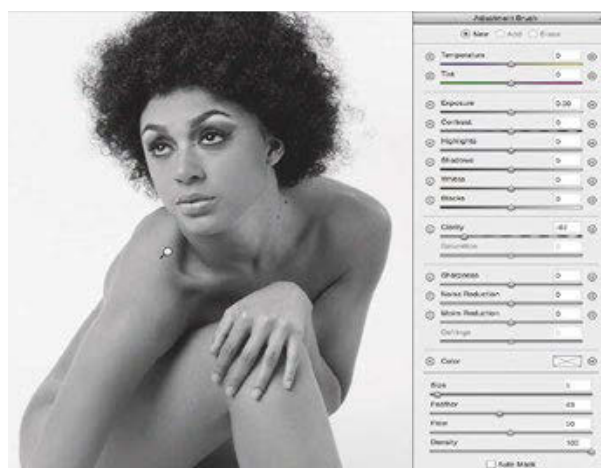 Adjustment Brush
New Add Erase
Temperature 0
Tint 0
Exposure 0.00
Contrast 0
Highlights 0
Shadows 0
Whites 0
Blacks 0
Clarity
Saturation
Sharpness 0
Noise Reduction 0
Moire Reduction 0
Defringe
Color
Size
Feather
Flow 50
Density 100
Auto Mask